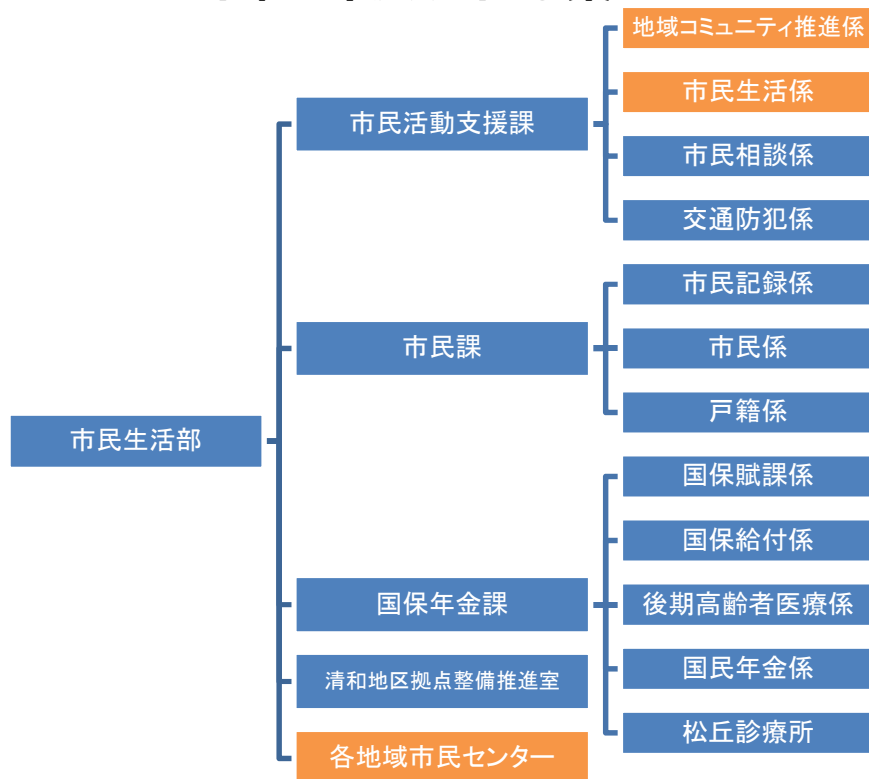 市民生活部
市民活動支援課
地域コミュニティ推進係
市民生活係
市民相談係
交通防犯係
市民課
市民記録係
市民係
戸籍係
国保年金課
国保賦課係
国保給付係
後期高齢者医療係
国民年金係
松丘診療所
清和地区拠点整備推進室
各地域市民センター